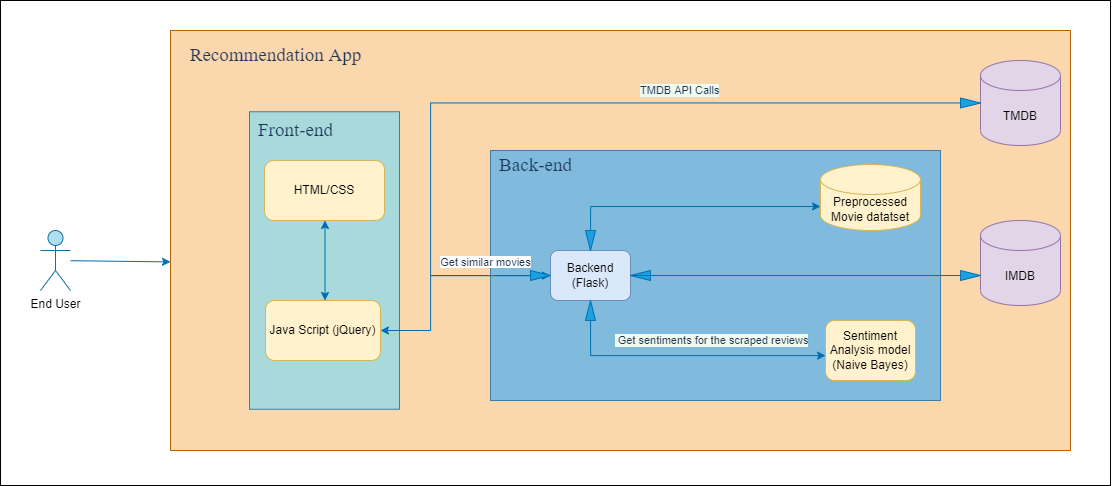 Recommendation App
TMDB API Calls
TMDB
Front-end
HTML/CSS
Back-end
Preprocessed
Movie datatset
End User
Get similar movies
Backend
(Flask)
IMDB
Java Script (jQuery)
Get sentiments for the scraped reviews
Sentiment
Analysis model
(Naive Bayes)